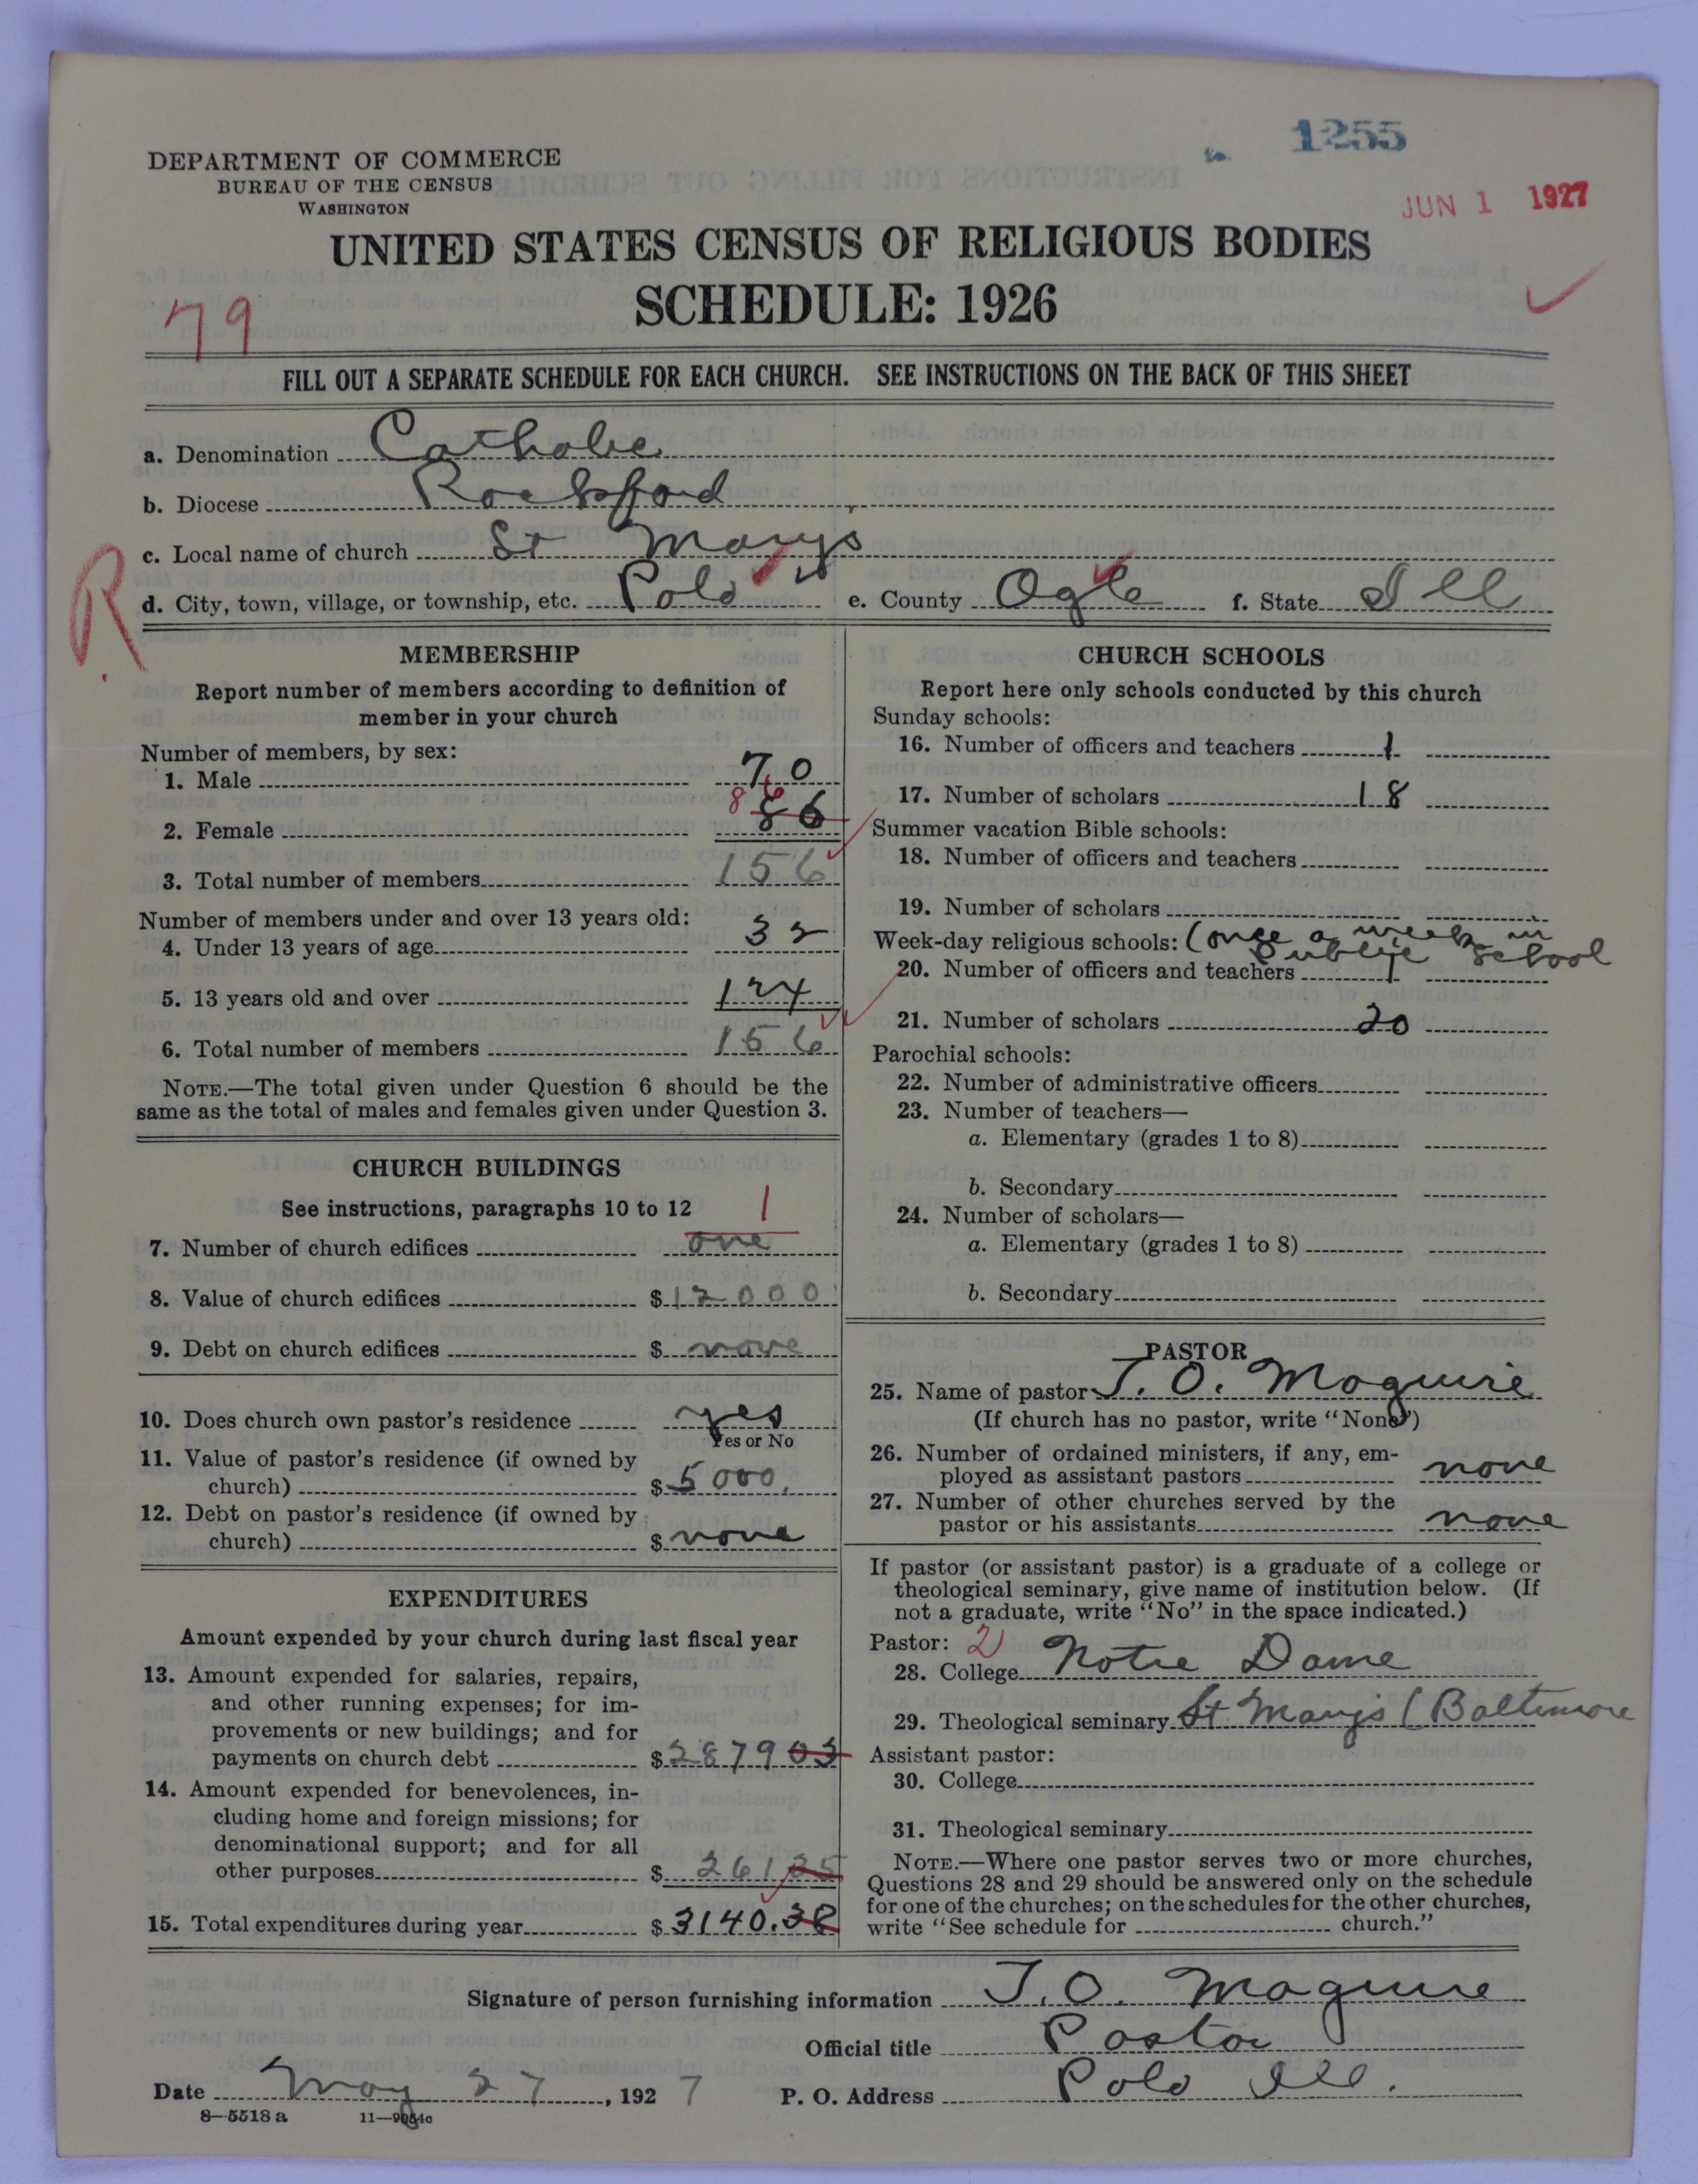 1255
JUN 1 1927
DEPARTMENT OF COMMERCE
BUREAU OF THE CENSUS
WASHINGTON
UNITED STATES CENSUS OF RELIGIOUS BODIES
SCHEDULE: 1926
79
FILL OUT A SEPARATE SCHEDULE FOR EACH CHURCH. SEE INSTRUCTIONS ON THE BACK OF THIS SHEET
a. Denomination Catholic
b. Diocese Rockford
c. Local name of church St Marys
d. City, town, village, or township, etc. Polo e. County Ogle f. State Ill
R
MEMBERSHIP
Report number of members according to definition of
member in your church
Number of members, by sex:
1. Male 70
86
2. Female 86
3. Total number of members 156
Number of members under and over 13 years old:
4. Under 13 years of age 32
5. 13 years old and over 124
6. Total number of members 156
NOTE.—The total given under Question 6 should be the
same as the total of males and females given under Question 3.
CHURCH BUILDINGS
See instructions, paragraphs 10 to 12 1
7. Number of church edifices one
8. Value of church edifices $ 12000
9. Debt on church edifices $ none
10. Does church own pastor's residence yes
Yes or No
11. Value of pastor's residence (if owned by
church) $ 5000.
12. Debt on pastor's residence (if owned by
church) $ none
EXPENDITURES
Amount expended by your church during last fiscal year
13. Amount expended for salaries, repairs,
and other running expenses; for im-
provements or new buildings; and for
payments on church debt $ 2879 03
14. Amount expended for benevolences, in-
cluding home and foreign missions; for
denominational support; and for all
other purposes $ 261 35
15. Total expenditures during year $ 3140.38
CHURCH SCHOOLS
Report here only schools conducted by this church
Sunday schools:
16. Number of officers and teachers 1
17. Number of scholars 18
Summer vacation Bible schools:
18. Number of officers and teachers
19. Number of scholars
Week-day religious schools: (once a week in
Public School
20. Number of officers and teachers 1
21. Number of scholars 20
Parochial schools:
22. Number of administrative officers
23. Number of teachers—
a. Elementary (grades 1 to 8)
b. Secondary
24. Number of scholars—
a. Elementary (grades 1 to 8)
b. Secondary
PASTOR
25. Name of pastor T. O. Maguire
(If church has no pastor, write "None")
26. Number of ordained ministers, if any, em-
ployed as assistant pastors none
27. Number of other churches served by the
pastor or his assistants none
If pastor (or assistant pastor) is a graduate of a college or
theological seminary, give name of institution below. (If
not a graduate, write "No" in the space indicated.)
Pastor: 2
28. College Notre Dame
29. Theological seminary St Marys (Baltimore
Assistant pastor:
30. College
31. Theological seminary
NOTE.—Where one pastor serves two or more churches,
Questions 28 and 29 should be answered only on the schedule
for one of the churches; on the schedules for the other churches,
write "See schedule for church."
Signature of person furnishing information T. O. Maguire
Official title Pastor
Date May 27, 1927 P. O. Address Polo Ill.
8—5518a